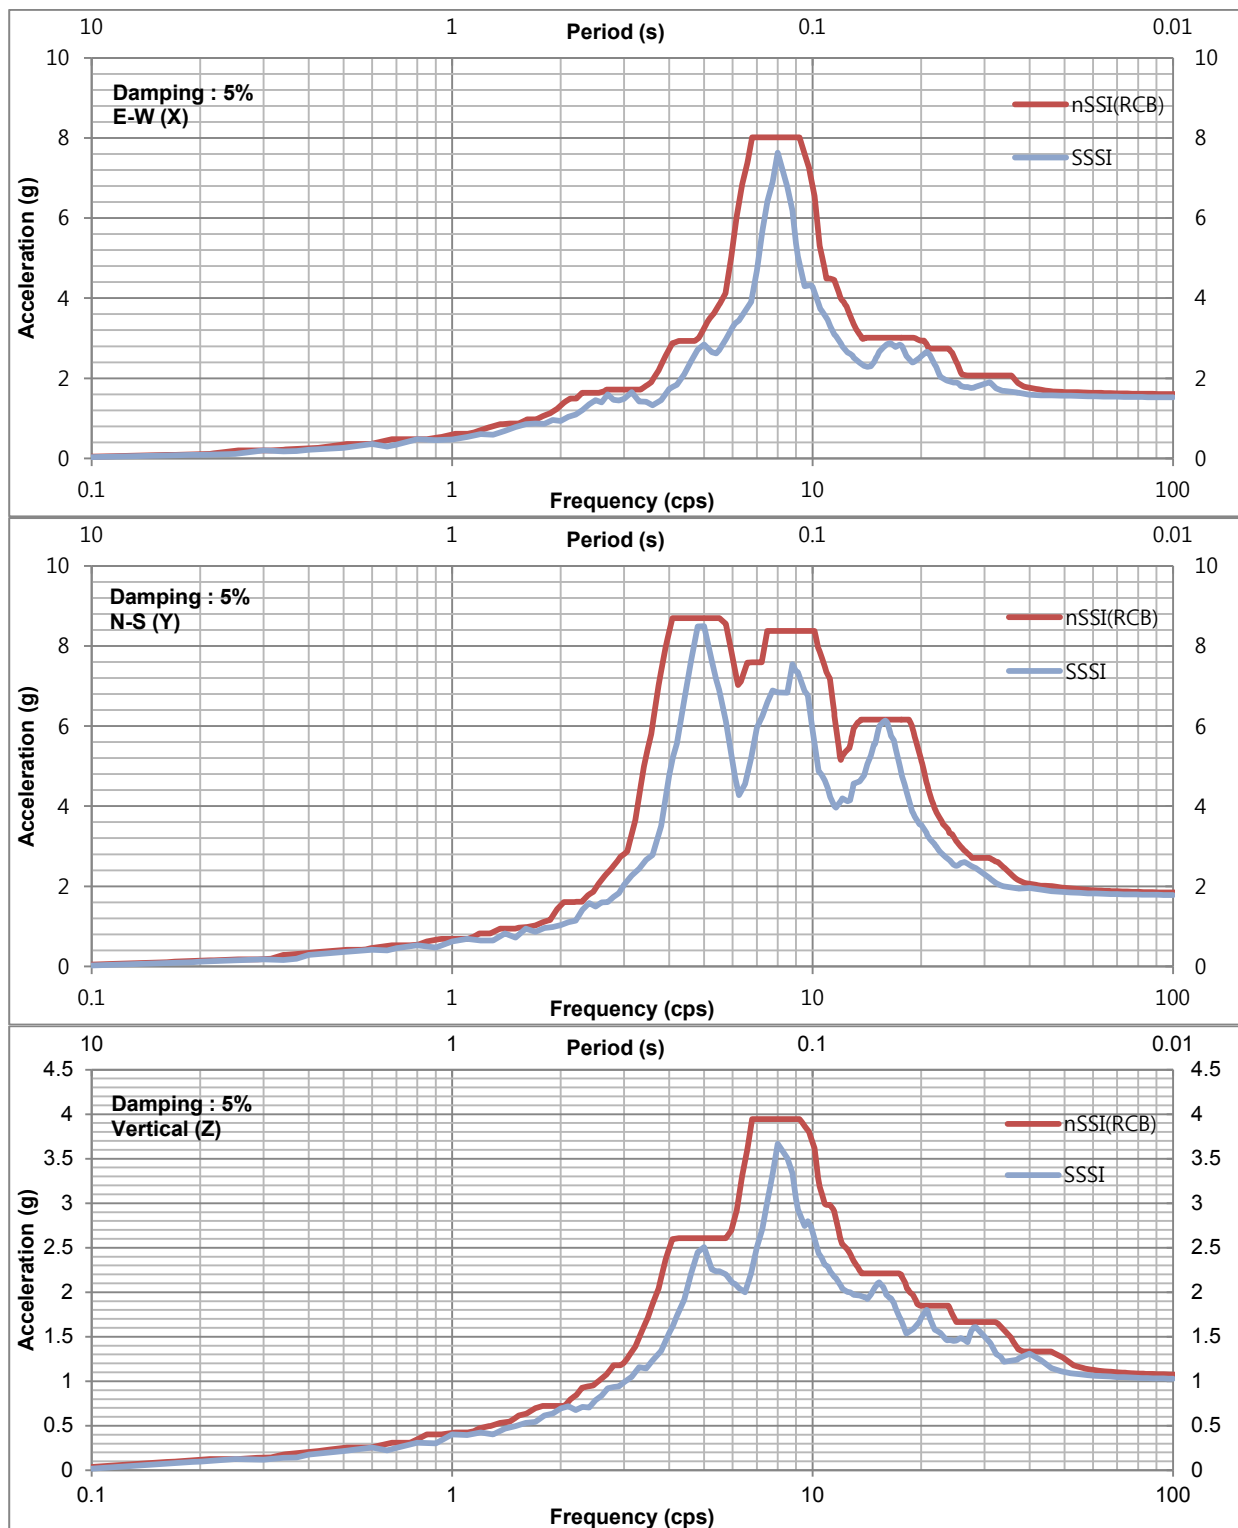 10 1 Period (s) 0.1 0.01
10 10
Damping : 5%
E-W (X)
nSSI(RCB)
8 8
SSSI
6 6
Acceleration (g)
4 4
2 2
0 0
0.1 1 Frequency (cps) 10 100
10 1 Period (s) 0.1 0.01
10 10
Damping : 5%
N-S (Y)
nSSI(RCB)
8 8
SSSI
6 6
Acceleration (g)
4 4
2 2
0 0
0.1 1 Frequency (cps) 10 100
10 1 Period (s) 0.1 0.01
4.5 4.5
Damping : 5%
4 4
Vertical (Z)
nSSI(RCB)
3.5 3.5
SSSI
3 3
Acceleration (g)
2.5 2.5
2 2
1.5 1.5
1 1
0.5 0.5
0 0
0.1 1 Frequency (cps) 10 100